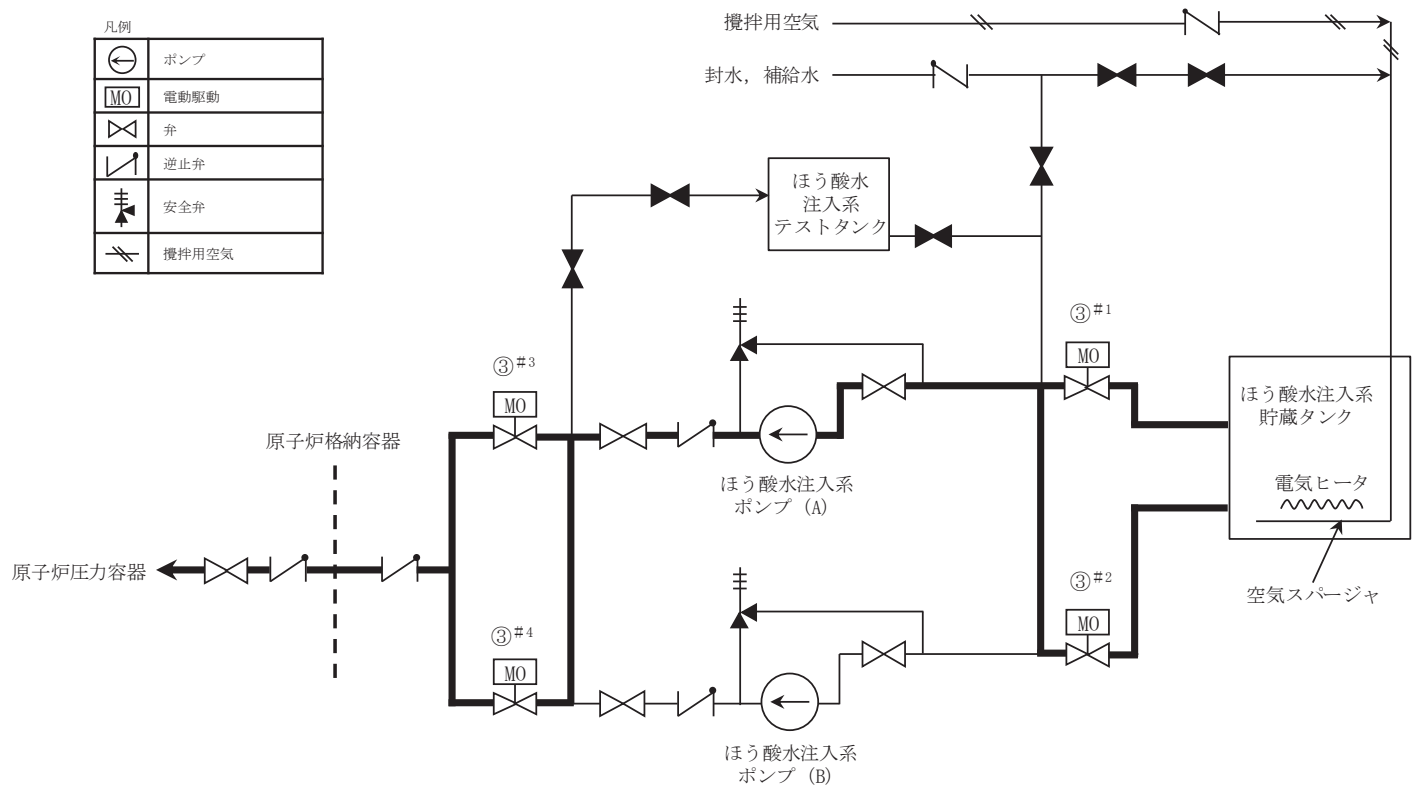 凡例
ポンプ
MO
電動駆動
弁
逆止弁
安全弁
攪拌用空気
攪拌用空気
封水，補給水
ほう酸水
注入系
テストタンク
③#1
MO
③#3
MO
ほう酸水注入系
貯蔵タンク
電気ヒータ
空気スパージャ
原子炉格納容器
ほう酸水注入系
ポンプ（A）
原子炉圧力容器
③#2
MO
③#4
MO
ほう酸水注入系
ポンプ（B）